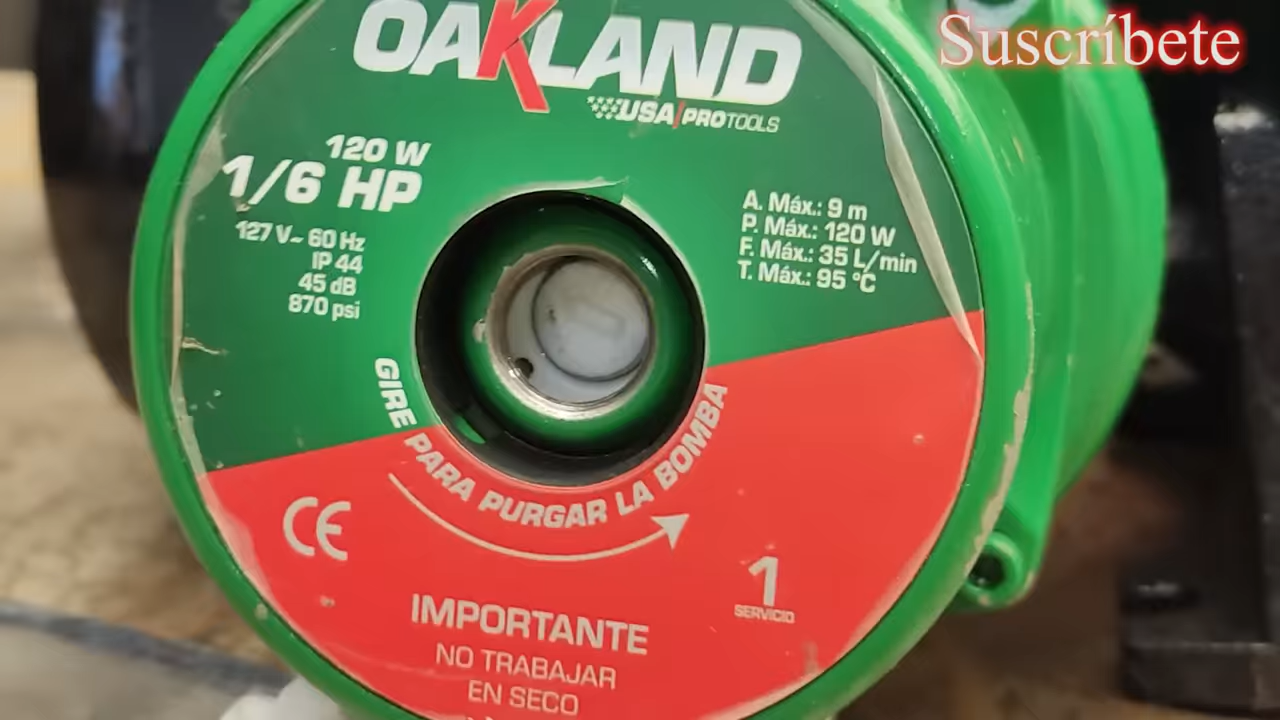 Suscríbete
OAKLAND
USA/PROTOOLS
120 W
1/6 HP
127 V~ 60 Hz
IP 44
45 dB
870 psi
A. Máx.: 9 m
P. Máx.: 120 W
F. Máx.: 35 L/min
T. Máx.: 95 °C
GIRE PARA PURGAR LA BOMBA
CE
1
SERVICIO
IMPORTANTE
NO TRABAJAR
EN SECO